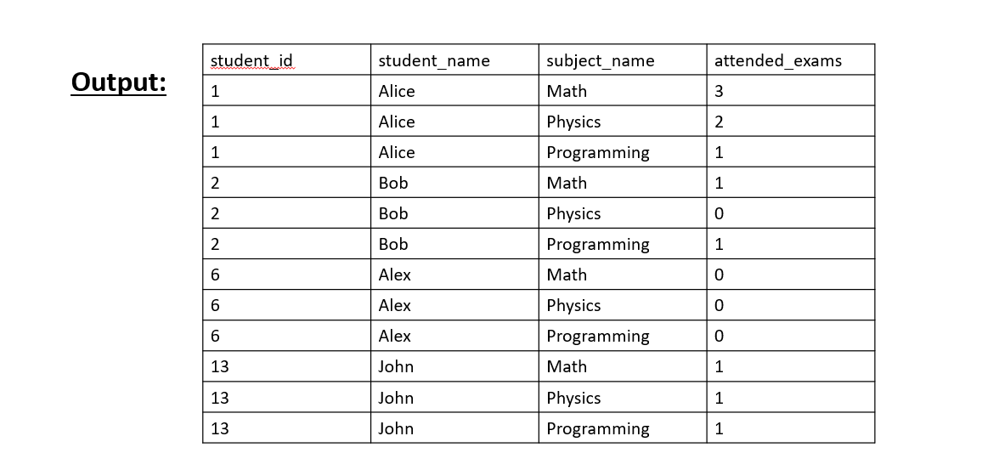 Output:
student_id student_name subject_name attended_exams
1 Alice Math 3
1 Alice Physics 2
1 Alice Programming 1
2 Bob Math 1
2 Bob Physics 0
2 Bob Programming 1
6 Alex Math 0
6 Alex Physics 0
6 Alex Programming 0
13 John Math 1
13 John Physics 1
13 John Programming 1